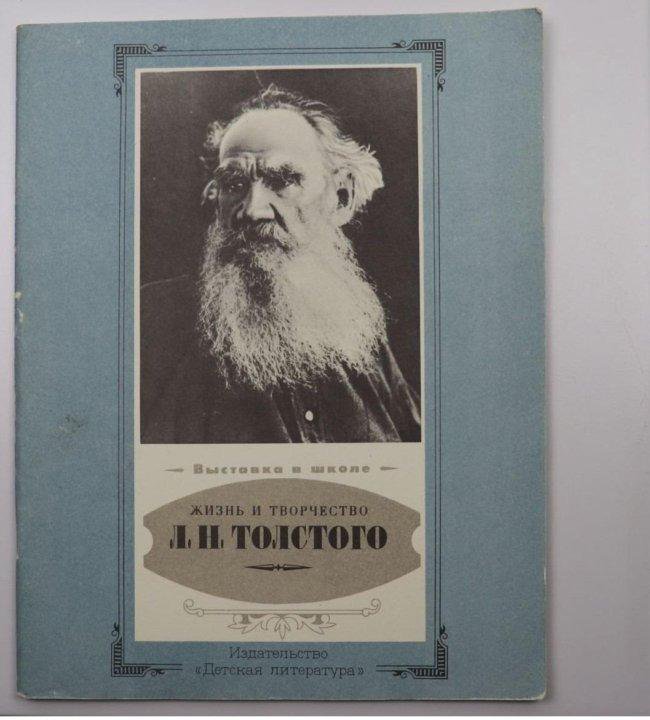 Выставка в школе
ЖИЗНЬ И ТВОРЧЕСТВО
Л. Н. ТОЛСТОГО
Издательство
«Детская литература»